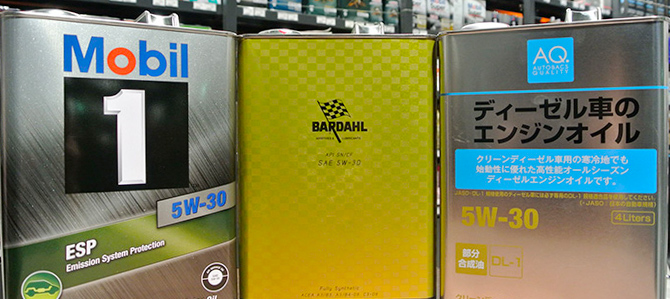 Mobil
1
5W-30
ESP
Emission System Protection
BARDAHL
API SN/CF
SAE 5W-30
Fully Synthetic
AQ.
AUTOBACS
QUALITY
ディーゼル車の
エンジンオイル
クリーンディーゼル車用の寒冷地でも
始動性に優れた高性能オールシーズン
ディーゼルエンジンオイルです。
5W-30
4 Liters
部分
合成油
DL-1